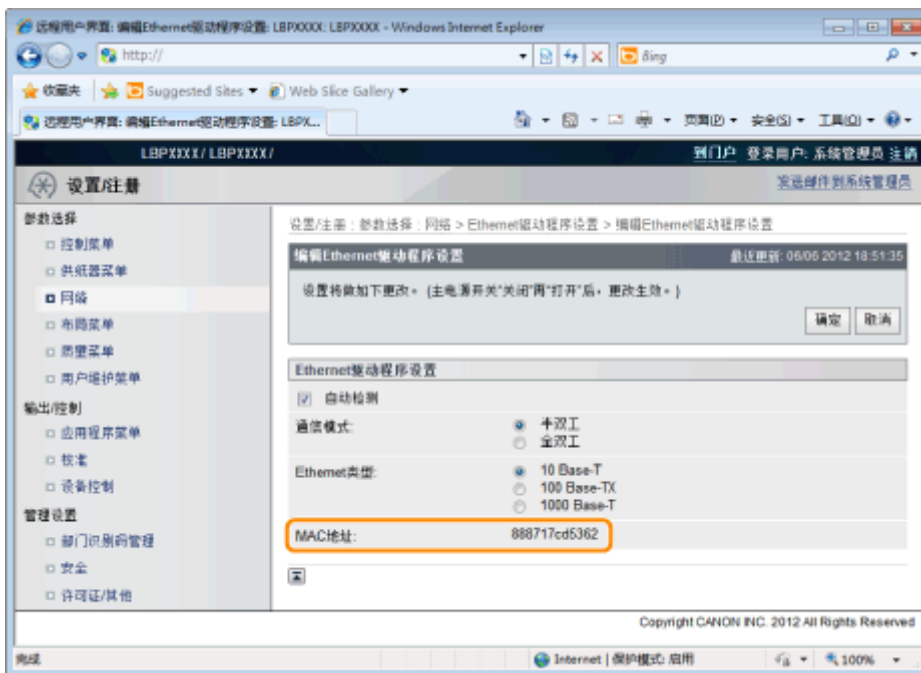 远程用户界面: 编辑Ethernet驱动程序设置: LBPXXXX: LBPXXXX - Windows Internet Explorer
http://
Bing
收藏夹 Suggested Sites Web Slice Gallery
远程用户界面: 编辑Ethernet驱动程序设置: LBPX...
页面(P) 安全(S) 工具(O)
LBPXXXX/ LBPXXXX/
到门户 登录用户: 系统管理员 注销
设置/注册
发送邮件到系统管理员
参数选择
控制菜单
供纸器菜单
网络
布局菜单
质量菜单
用户维护菜单
输出/控制
应用程序菜单
校准
设备控制
管理设置
部门识别码管理
安全
许可证/其他
设置/注册 : 参数选择 : 网络 > Ethernet驱动程序设置 > 编辑Ethernet驱动程序设置
编辑Ethernet驱动程序设置
最近更新: 06/06 2012 18:51:35
设置将做如下更改。 (主电源开关"关闭"再"打开"后，更改生效。)
确定 取消
Ethernet驱动程序设置
自动检测
通信模式:
半双工
全双工
Ethernet类型:
10 Base-T
100 Base-TX
1000 Base-T
MAC地址: 888717cd5362
Copyright CANON INC. 2012 All Rights Reserved
完成
Internet | 保护模式: 启用
100%